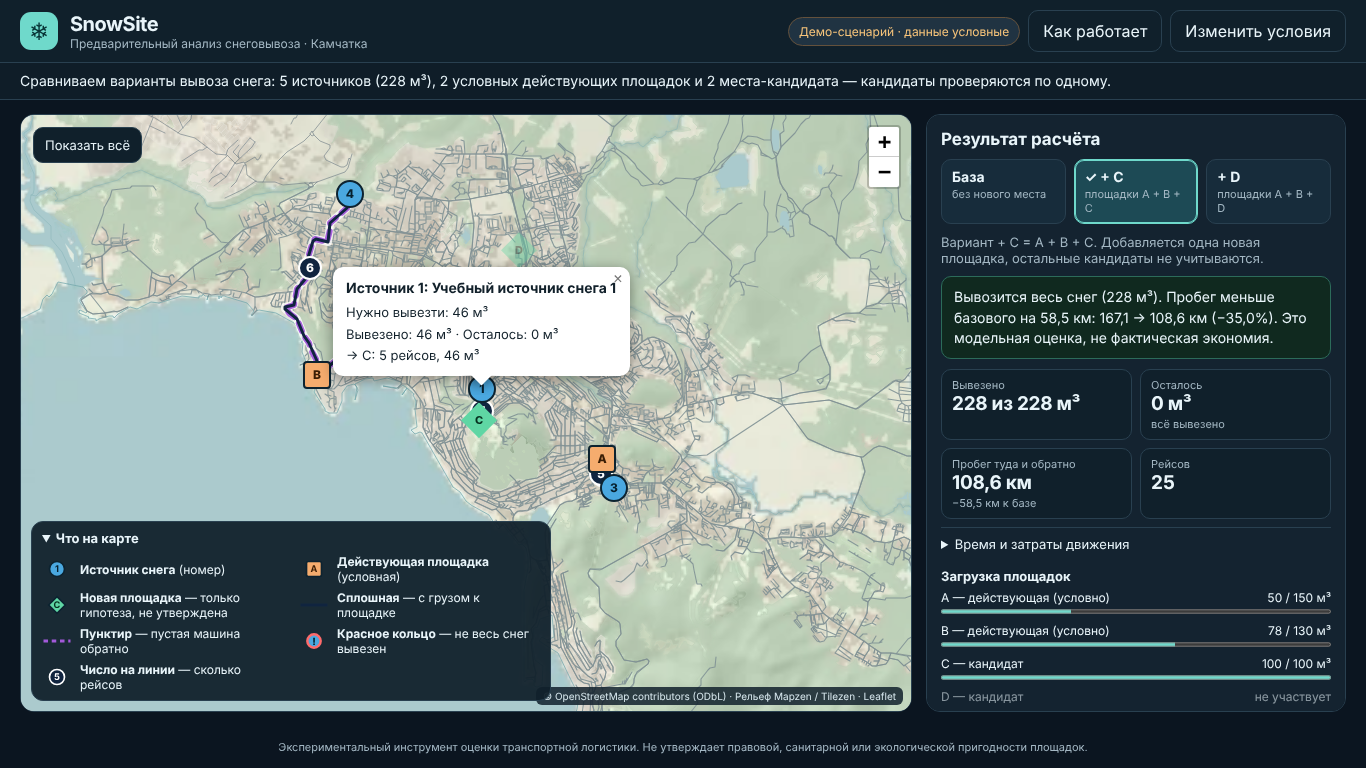 ❄ SnowSite
Предварительный анализ снеговывоза · Камчатка
Демо-сценарий · данные условные
Как работает
Изменить условия
Сравниваем варианты вывоза снега: 5 источников (228 м³), 2 условных действующих площадок и 2 места-кандидата — кандидаты проверяются по одному.
Показать всё
+
−
4
D
6
×
Источник 1: Учебный источник снега 1
Нужно вывезти: 46 м³
Вывезено: 46 м³ · Осталось: 0 м³
→ C: 5 рейсов, 46 м³
B
1
C
A
5
3
▼ Что на карте
1 Источник снега (номер)
A Действующая площадка
(условная)
C Новая площадка — только
гипотеза, не утверждена
Сплошная — с грузом к
площадке
Пунктир — пустая машина
обратно
! Красное кольцо — не весь снег
вывезен
5 Число на линии — сколько
рейсов
© OpenStreetMap contributors (ODbL) · Рельеф Mapzen / Tilezen · Leaflet
Результат расчёта
База
без нового места
✓ + C
площадки A + B +
C
+ D
площадки A + B +
D
Вариант + C = A + B + C. Добавляется одна новая
площадка, остальные кандидаты не учитываются.
Вывозится весь снег (228 м³). Пробег меньше
базового на 58,5 км: 167,1 → 108,6 км (−35,0%). Это
модельная оценка, не фактическая экономия.
Вывезено
228 из 228 м³
Осталось
0 м³
всё вывезено
Пробег туда и обратно
108,6 км
−58,5 км к базе
Рейсов
25
▶ Время и затраты движения
Загрузка площадок
A — действующая (условно) 50 / 150 м³
B — действующая (условно) 78 / 130 м³
C — кандидат 100 / 100 м³
D — кандидат не участвует
Экспериментальный инструмент оценки транспортной логистики. Не утверждает правовой, санитарной или экологической пригодности площадок.